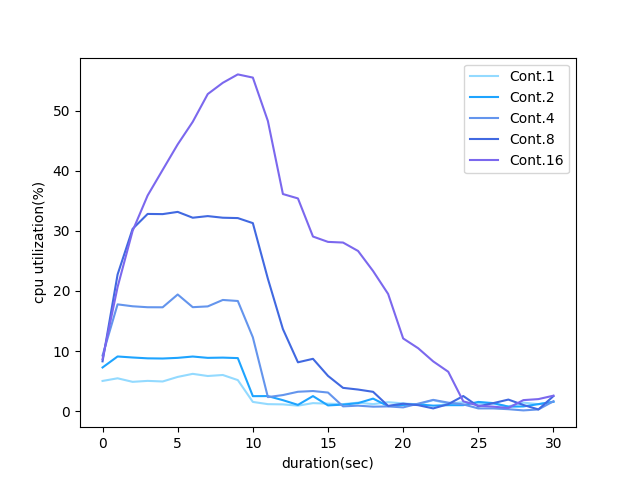 cpu utilization(%)
50
40
30
20
10
0
Cont.1
Cont.2
Cont.4
Cont.8
Cont.16
0 5 10 15 20 25 30
duration(sec)